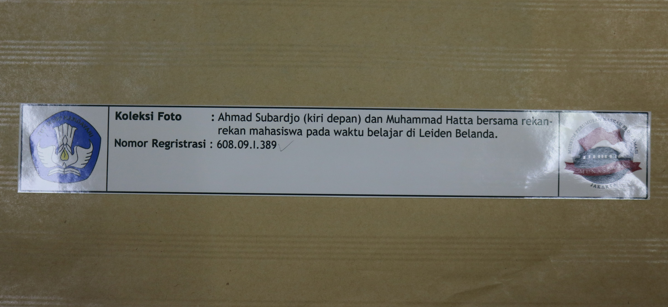 Koleksi Foto : Ahmad Subardjo (kiri depan) dan Muhammad Hatta bersama rekan-
rekan mahasiswa pada waktu belajar di Leiden Belanda.
Nomor Regristrasi : 608.09.I.389